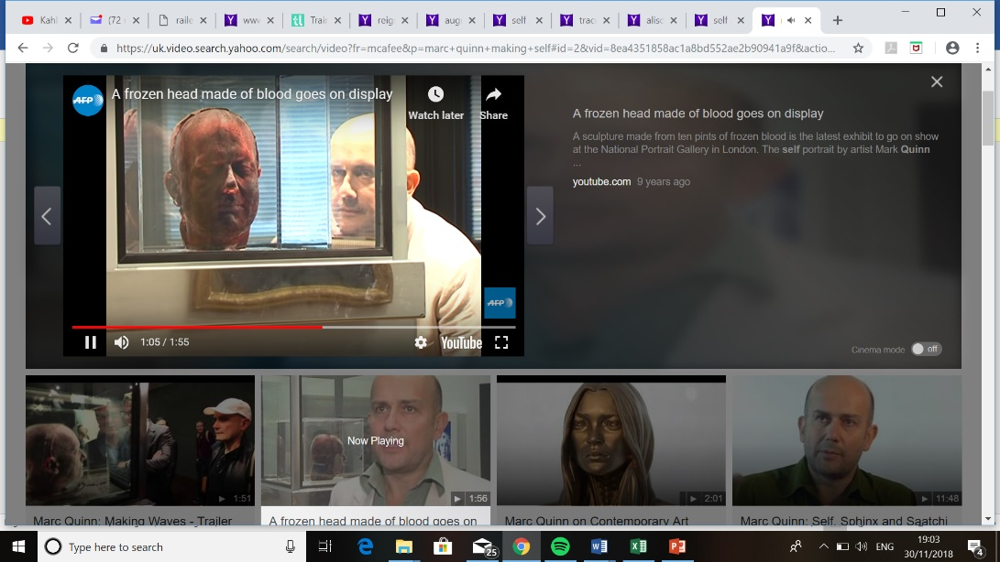 Kahl
(72
raile
www
Train
reig
aug
self
trac
alisc
self
https://uk.video.search.yahoo.com/search/video?fr=mcafee&p=marc+quinn+making+self#id=2&vid=8ea4351858ac1a8bd552ae2b90941a9f&actio...
AFP
A frozen head made of blood goes on display
Watch later
Share
A frozen head made of blood goes on display
A sculpture made from ten pints of frozen blood is the latest exhibit to go on show
at the National Portrait Gallery in London. The self portrait by artist Mark Quinn
...
youtube.com 9 years ago
AFP
1:05 / 1:55
YouTube
Cinema mode off
Now Playing
1:51
1:56
2:01
11:48
Marc Quinn: Making Waves - Trailer
A frozen head made of blood goes on
Marc Quinn on Contemporary Art
Marc Quinn: Self, Sphinx and Saatchi
Type here to search
25
ENG
19:03
30/11/2018
4